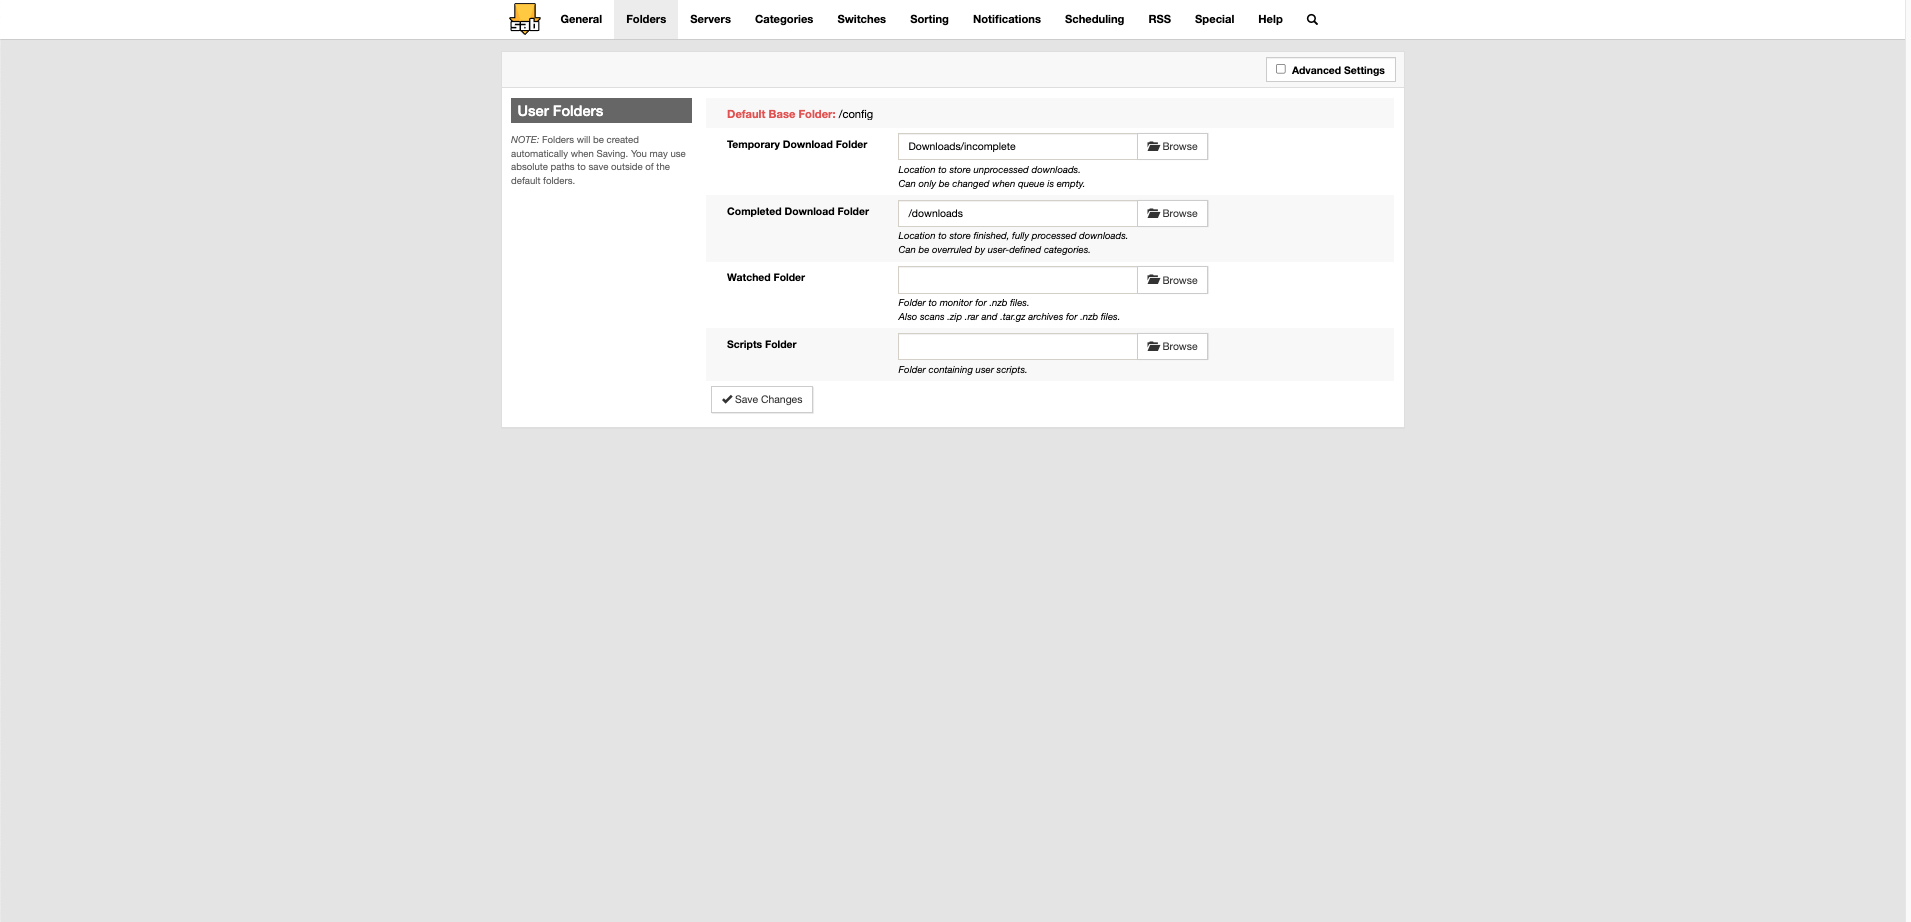 sab
General Folders Servers Categories Switches Sorting Notifications Scheduling RSS Special Help
Advanced Settings
User Folders
NOTE: Folders will be created
automatically when Saving. You may use
absolute paths to save outside of the
default folders.
Default Base Folder: /config
Temporary Download Folder
Downloads/incomplete
Browse
Location to store unprocessed downloads.
Can only be changed when queue is empty.
Completed Download Folder
/downloads
Browse
Location to store finished, fully processed downloads.
Can be overruled by user-defined categories.
Watched Folder
Browse
Folder to monitor for .nzb files.
Also scans .zip .rar and .tar.gz archives for .nzb files.
Scripts Folder
Browse
Folder containing user scripts.
Save Changes